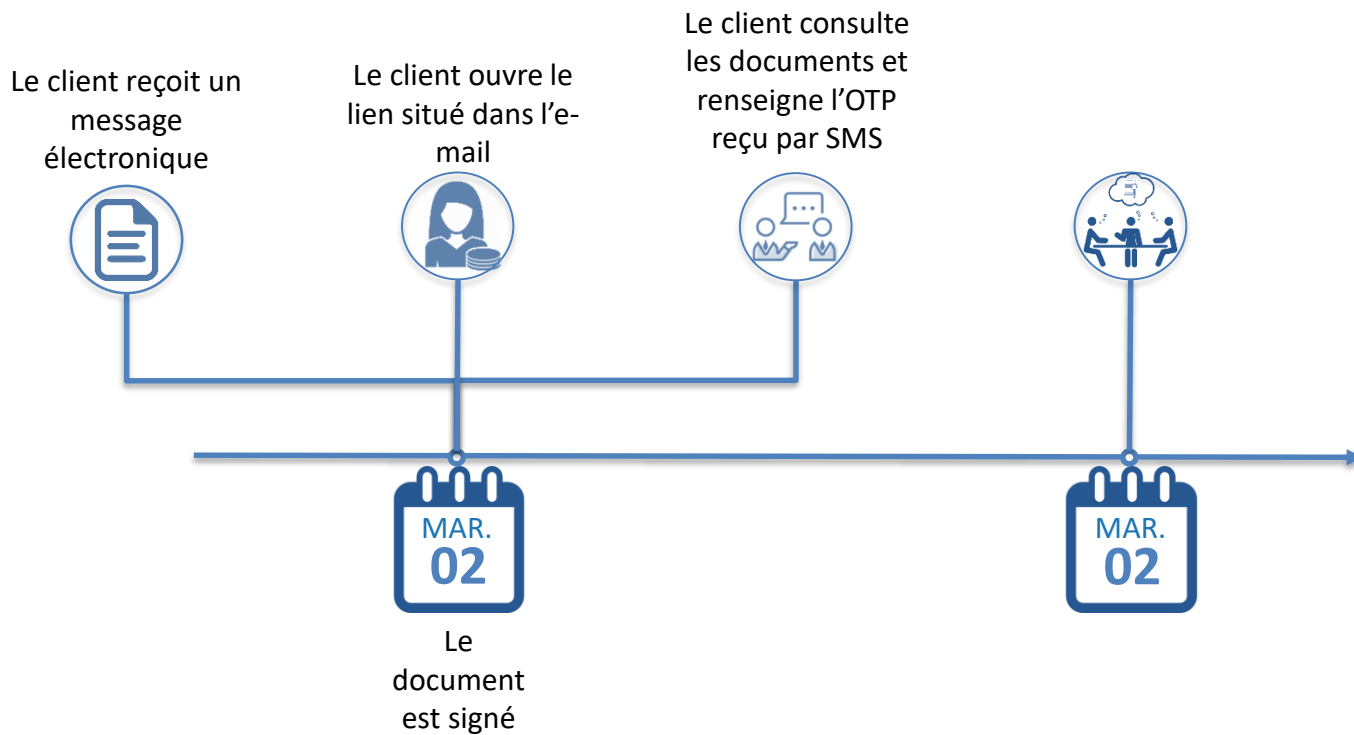 Le client reçoit un
message
électronique
Le client ouvre le
lien situé dans l’e-
mail
Le client consulte
les documents et
renseigne l’OTP
reçu par SMS
MAR.
02
Le
document
est signé
MAR.
02